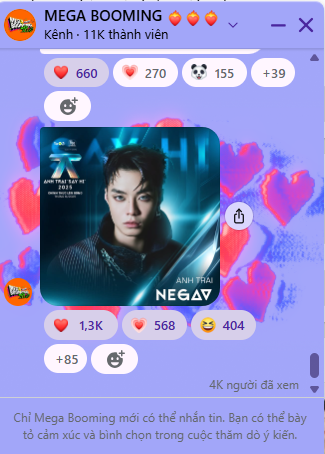 MEGA BOOMING
Kênh · 11K thành viên
660
270
155
+39
ANH TRAI "SAY HI"
2025
ANH TRAI
NEGAV
1,3K
568
404
+85
4K người đã xem
Chỉ Mega Booming mới có thể nhắn tin. Bạn có thể bày
tỏ cảm xúc và bình chọn trong cuộc thăm dò ý kiến.